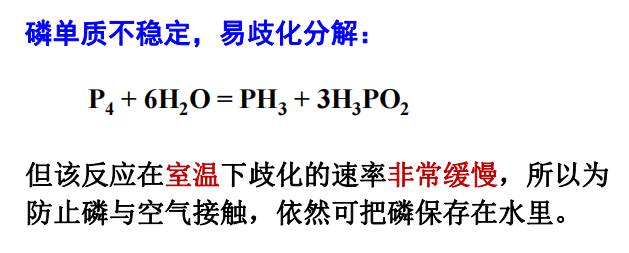 磷单质不稳定，易歧化分解：
P₄ + 6H₂O = PH₃ + 3H₃PO₂
但该反应在室温下歧化的速率非常缓慢，所以为
防止磷与空气接触，依然可把磷保存在水里。